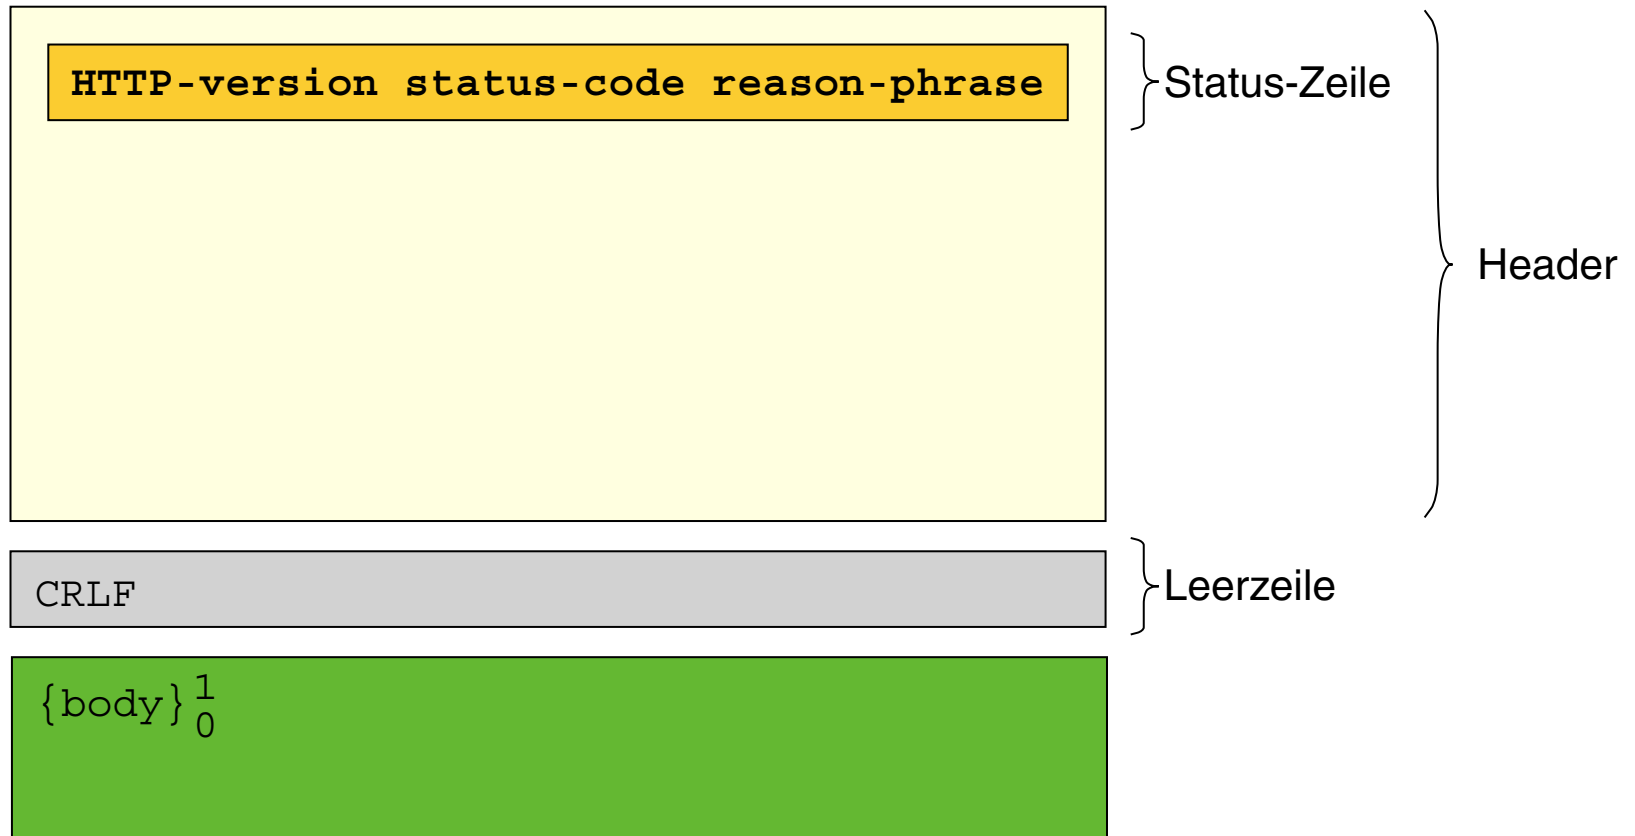 HTTP-version status-code reason-phrase
Status-Zeile
Header
CRLF
Leerzeile
{body}
1
0